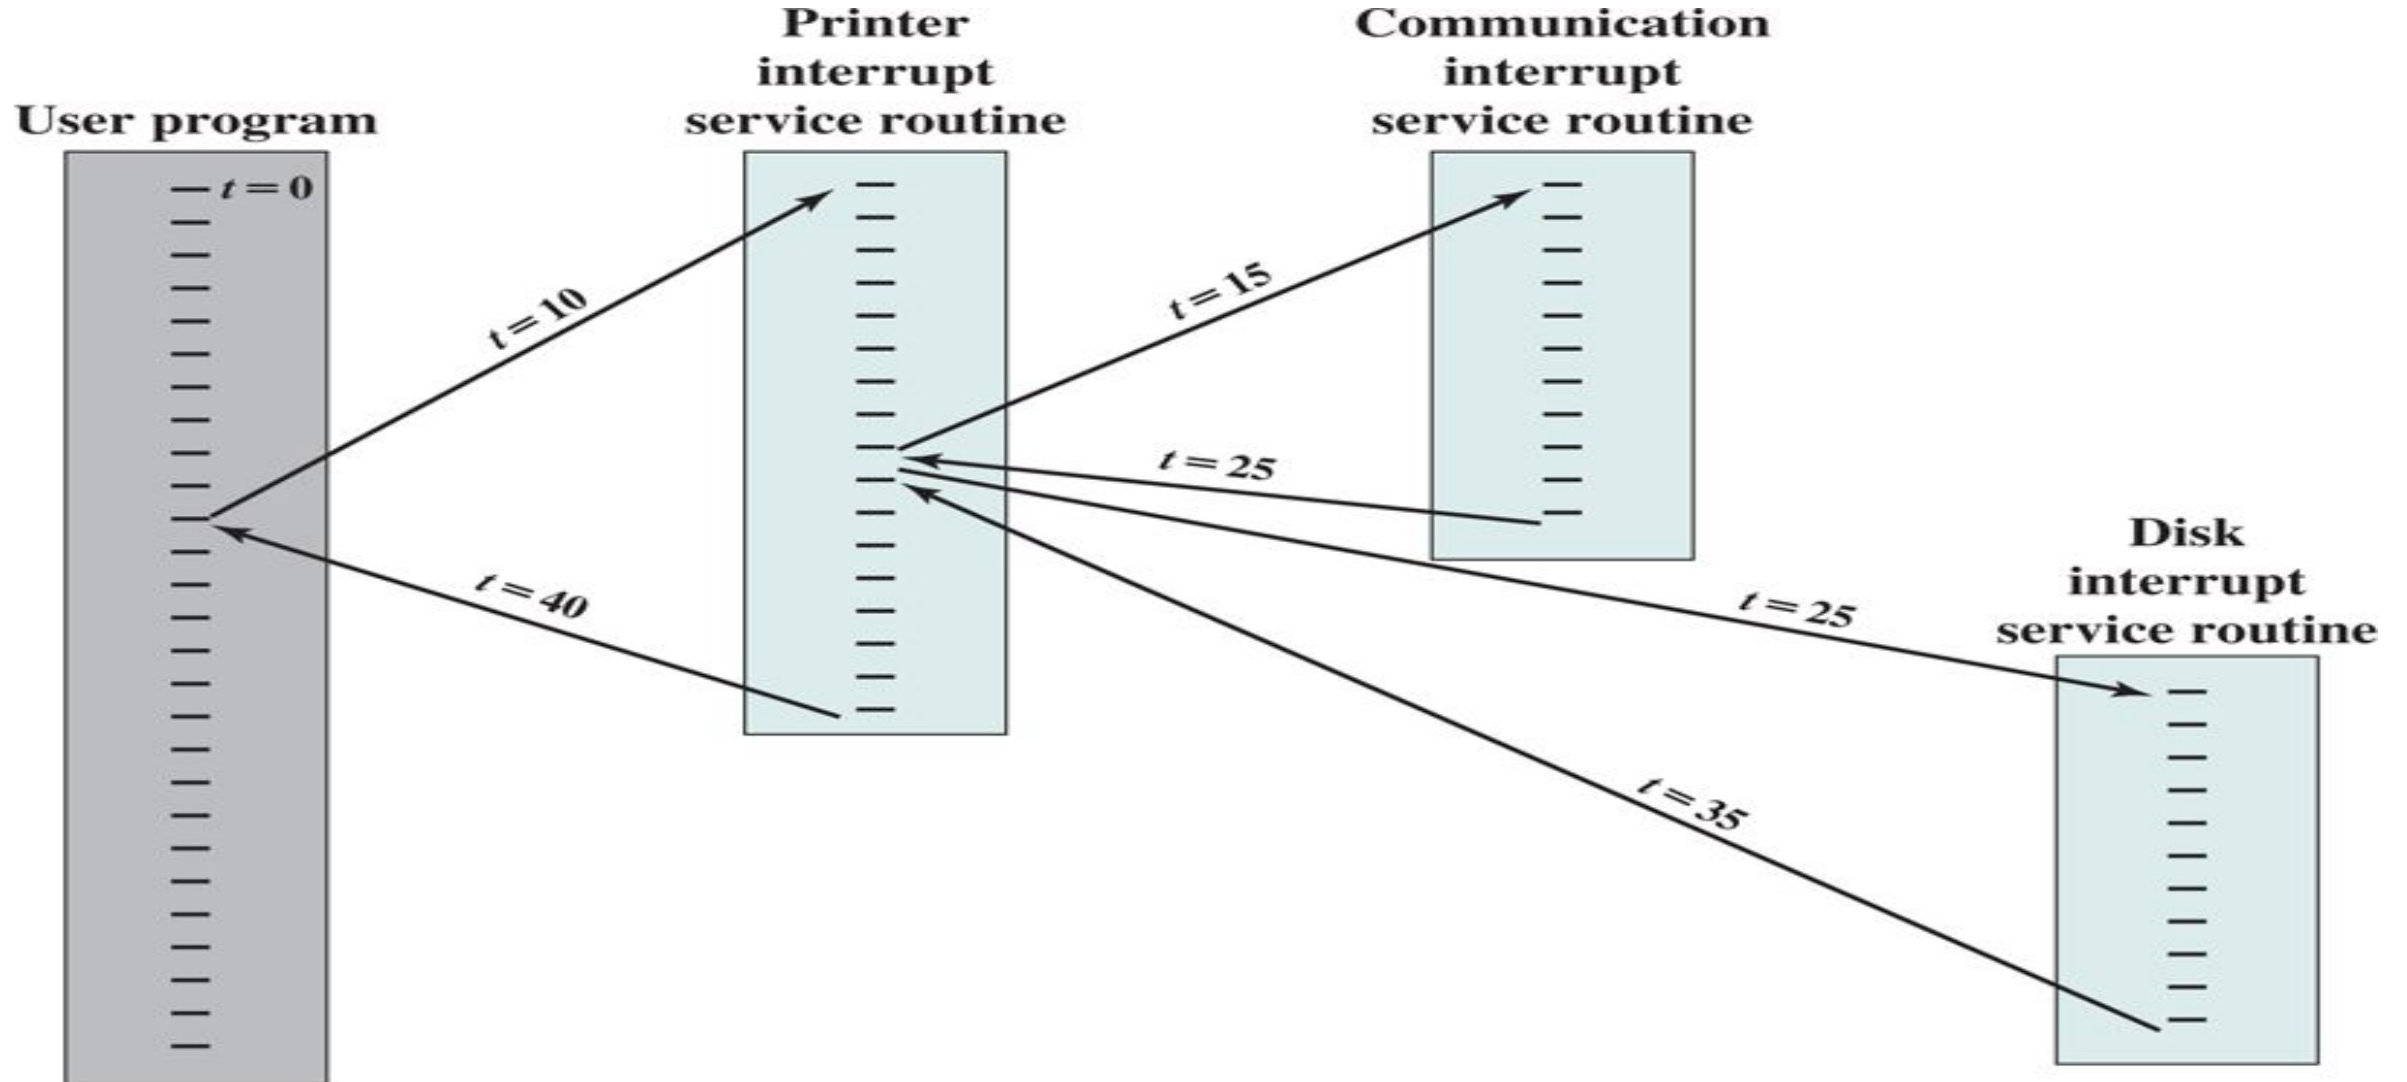 Printer
interrupt
service routine
Communication
interrupt
service routine
User program
t = 0
t = 10
t = 15
t = 25
t = 40
t = 25
t = 35
Disk
interrupt
service routine